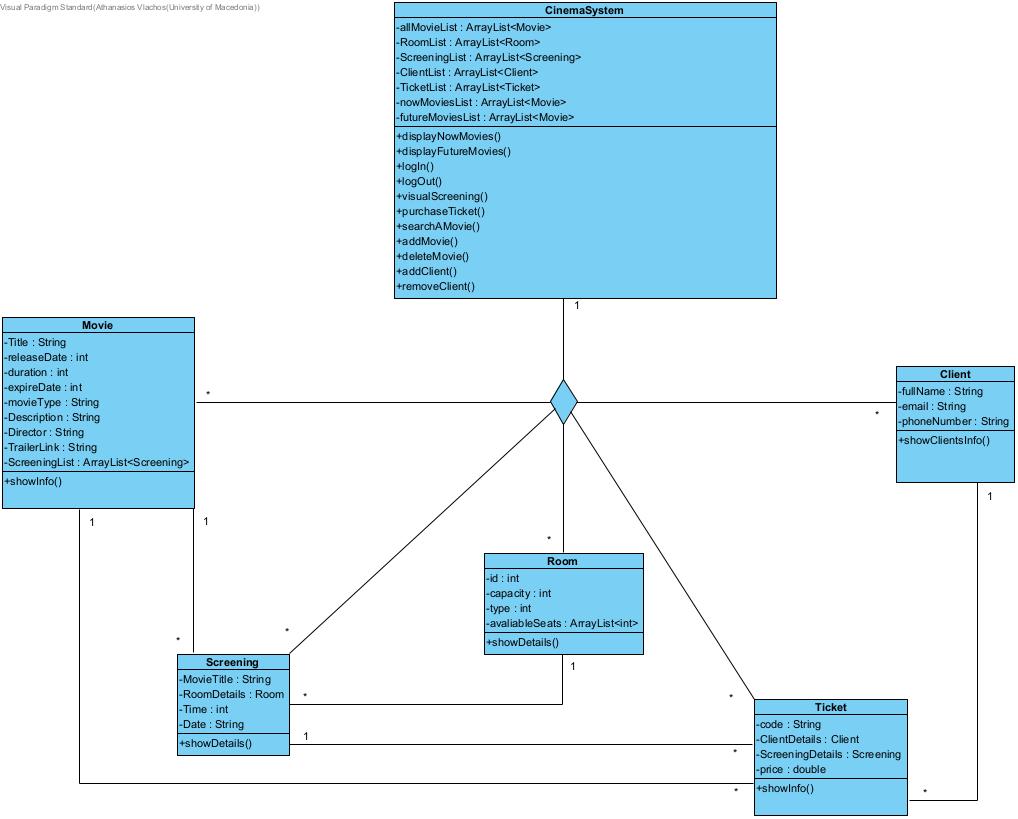 Visual Paradigm Standard(Athanasios Vlachos(University of Macedonia))
CinemaSystem
-allMovieList : ArrayList<Movie>
-RoomList : ArrayList<Room>
-ScreeningList : ArrayList<Screening>
-ClientList : ArrayList<Client>
-TicketList : ArrayList<Ticket>
-nowMoviesList : ArrayList<Movie>
-futureMoviesList : ArrayList<Movie>
+displayNowMovies()
+displayFutureMovies()
+logIn()
+logOut()
+visualScreening()
+purchaseTicket()
+searchAMovie()
+addMovie()
+deleteMovie()
+addClient()
+removeClient()
1
Movie
-Title : String
-releaseDate : int
-duration : int
-expireDate : int
-movieType : String
-Description : String
-Director : String
-TrailerLink : String
-ScreeningList : ArrayList<Screening>
+showInfo()
*
1
1
Client
-fullName : String
-email : String
-phoneNumber : String
+showClientsInfo()
*
1
*
Room
-id : int
-capacity : int
-type : int
-avaliableSeats : ArrayList<int>
+showDetails()
1
*
*
Screening
-MovieTitle : String
-RoomDetails : Room
-Time : int
-Date : String
+showDetails()
*
1
*
Ticket
-code : String
-ClientDetails : Client
-ScreeningDetails : Screening
-price : double
+showInfo()
*
*
*